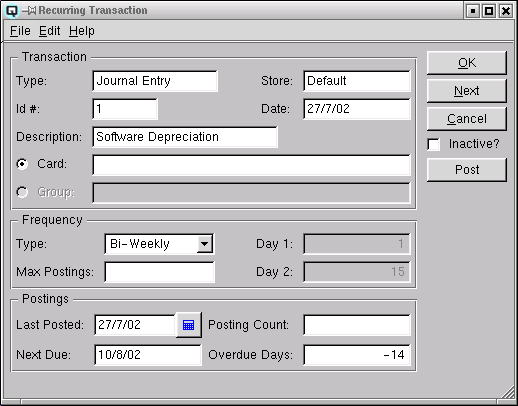 Q Recurring Transaction
File Edit Help
Transaction
Type: Journal Entry Store: Default
Id #: 1 Date: 27/7/02
Description: Software Depreciation
Card:
Group:
Frequency
Type: Bi-Weekly Day 1: 1
Max Postings: Day 2: 15
Postings
Last Posted: 27/7/02 Posting Count:
Next Due: 10/8/02 Overdue Days: -14
OK
Next
Cancel
Inactive?
Post